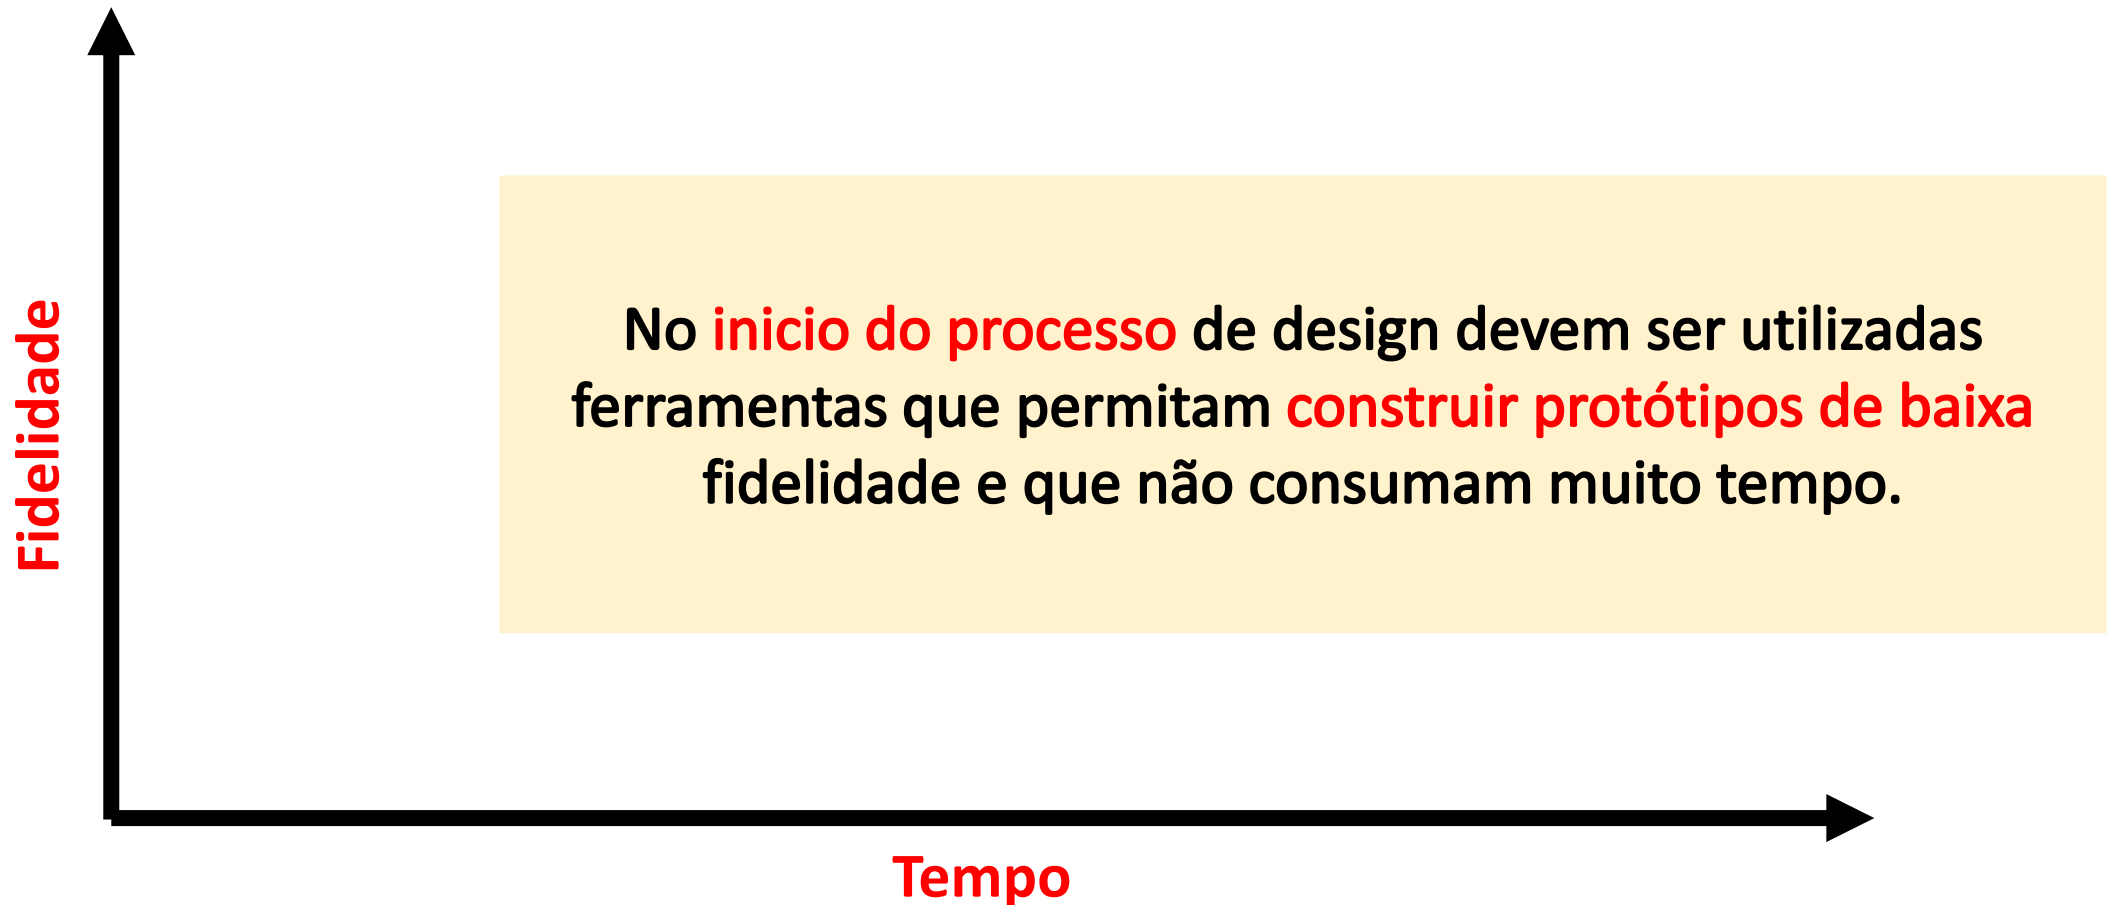 Fidelidade
No inicio do processo de design devem ser utilizadas
ferramentas que permitam construir protótipos de baixa
fidelidade e que não consumam muito tempo.
Tempo